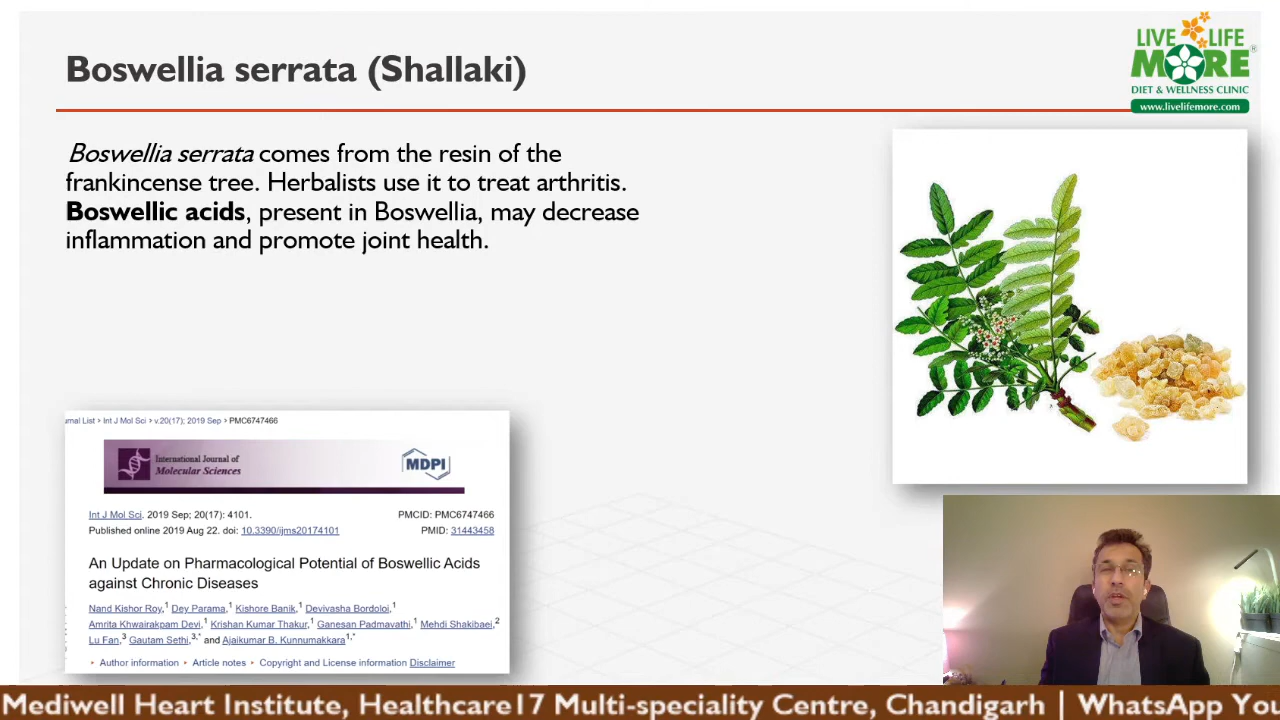 Boswellia serrata (Shallaki)
LIVE LIFE
MORE®
DIET & WELLNESS CLINIC
www.livelifemore.com
Boswellia serrata comes from the resin of the
frankincense tree. Herbalists use it to treat arthritis.
Boswellic acids, present in Boswellia, may decrease
inflammation and promote joint health.
urnal List > Int J Mol Sci > v.20(17); 2019 Sep > PMC6747466
International Journal of
Molecular Sciences
MDPI
Int J Mol Sci. 2019 Sep; 20(17): 4101. PMCID: PMC6747466
Published online 2019 Aug 22. doi: 10.3390/ijms20174101 PMID: 31443458
An Update on Pharmacological Potential of Boswellic Acids
against Chronic Diseases
Nand Kishor Roy,1 Dey Parama,1 Kishore Banik,1 Devivasha Bordoloi,1
Amrita Khwairakpam Devi,1 Krishan Kumar Thakur,1 Ganesan Padmavathi,1 Mehdi Shakibaei,2
Lu Fan,3 Gautam Sethi,3,* and Ajaikumar B. Kunnumakkara1,*
Author information • Article notes • Copyright and License information Disclaimer
Mediwell Heart Institute, Healthcare17 Multi-speciality Centre, Chandigarh | WhatsApp You